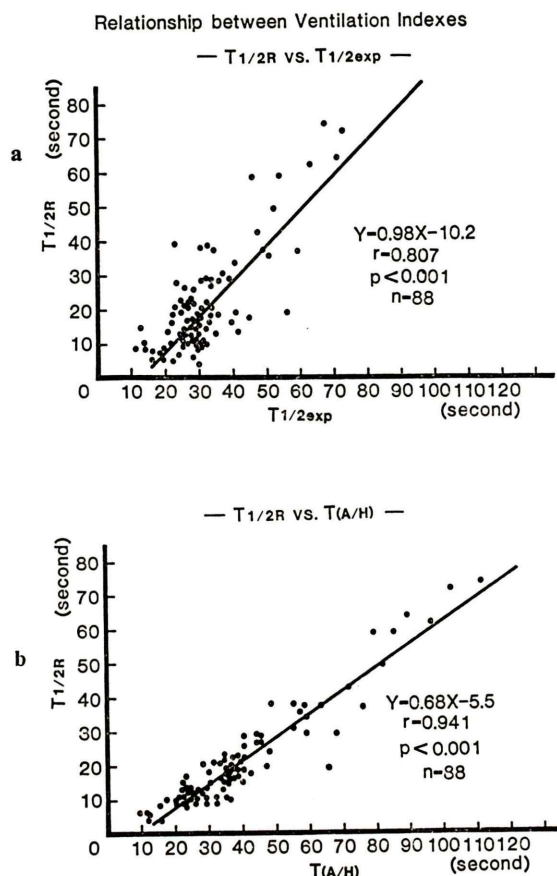 Relationship between Ventilation Indexes
— T1/2R VS. T1/2exp —
a
(second)
T1/2R
80
70
60
50
40
30
20
10
0
Y=0.98X-10.2
r=0.807
p<0.001
n=88
10 20 30 40 50 60 70 80 90 100 110 120
T1/2exp
(second)
— T1/2R VS. T(A/H) —
b
(second)
T1/2R
80
70
60
50
40
30
20
10
0
Y=0.68X-5.5
r=0.941
p<0.001
n=88
10 20 30 40 50 60 70 80 90 100 110 120
T(A/H)
(second)